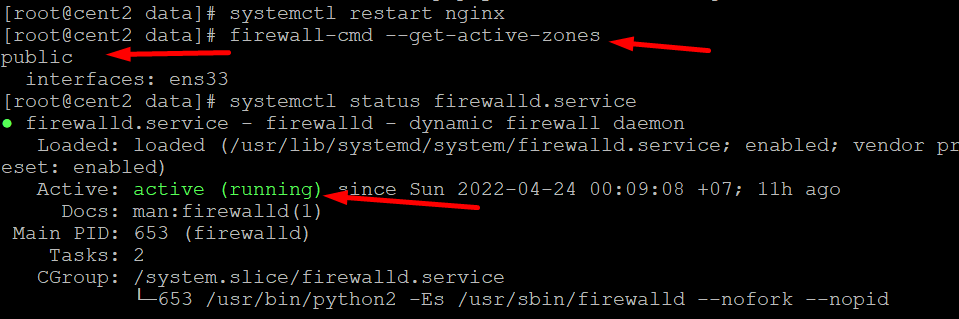 [root@cent2 data]# systemctl restart nginx
[root@cent2 data]# firewall-cmd --get-active-zones
public
  interfaces: ens33
[root@cent2 data]# systemctl status firewalld.service
● firewalld.service - firewalld - dynamic firewall daemon
   Loaded: loaded (/usr/lib/systemd/system/firewalld.service; enabled; vendor pr
eset: enabled)
   Active: active (running) since Sun 2022-04-24 00:09:08 +07; 11h ago
     Docs: man:firewalld(1)
 Main PID: 653 (firewalld)
    Tasks: 2
   CGroup: /system.slice/firewalld.service
           └─653 /usr/bin/python2 -Es /usr/sbin/firewalld --nofork --nopid